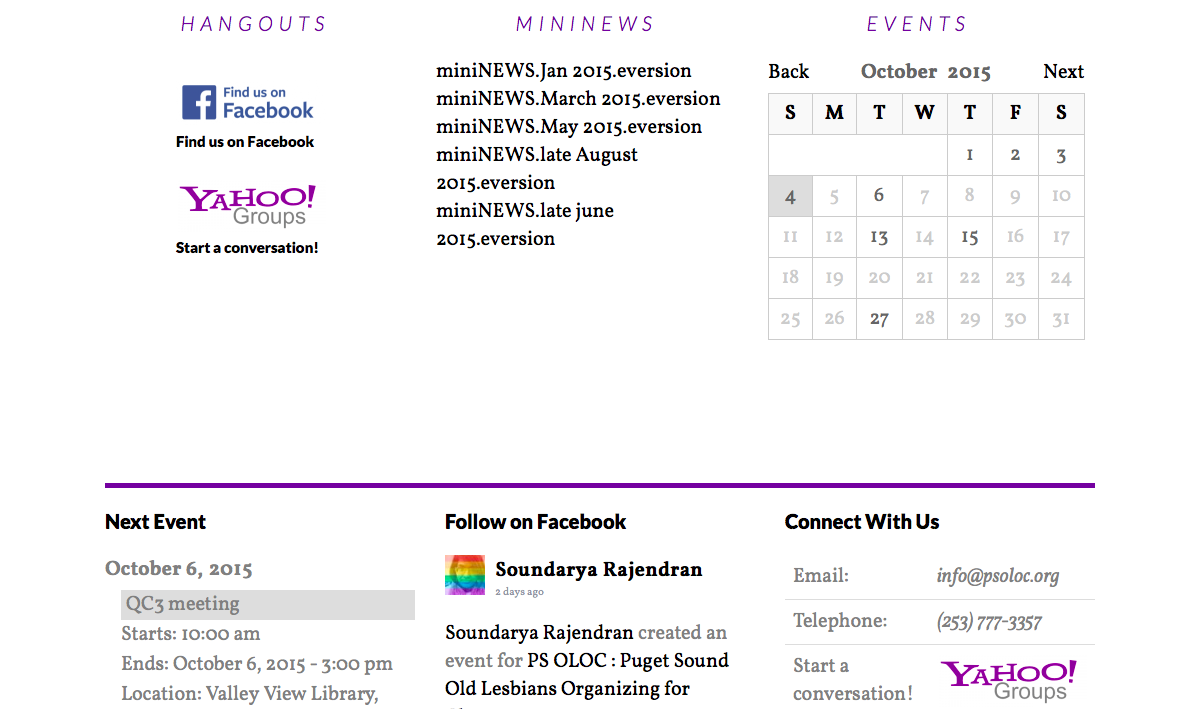 HANGOUTS
Find us on
Facebook
Find us on Facebook
YAHOO!
Groups
Start a conversation!
MININEWS
miniNEWS.Jan 2015.eversion
miniNEWS.March 2015.eversion
miniNEWS.May 2015.eversion
miniNEWS.late August
2015.eversion
miniNEWS.late june
2015.eversion
EVENTS
Back October 2015 Next
S M T W T F S
1 2 3
4 5 6 7 8 9 10
11 12 13 14 15 16 17
18 19 20 21 22 23 24
25 26 27 28 29 30 31
Next Event
October 6, 2015
QC3 meeting
Starts: 10:00 am
Ends: October 6, 2015 - 3:00 pm
Location: Valley View Library,
Follow on Facebook
Soundarya Rajendran
2 days ago
Soundarya Rajendran created an
event for PS OLOC : Puget Sound
Old Lesbians Organizing for
Connect With Us
Email: info@psoloc.org
Telephone: (253) 777-3357
Start a
conversation!
YAHOO!
Groups